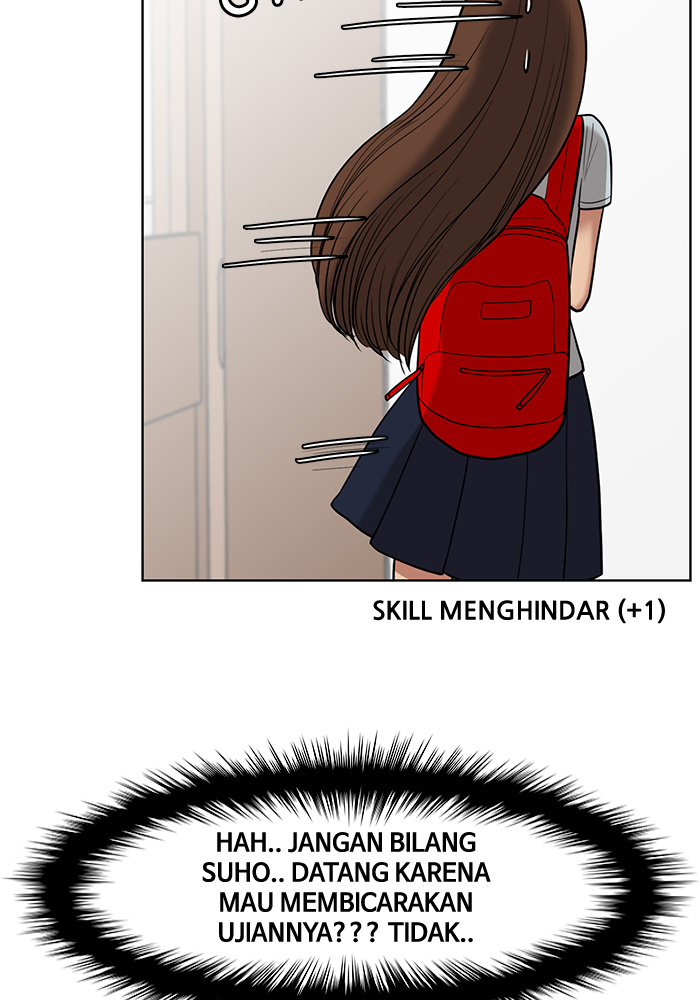 SKILL MENGHINDAR (+1)
HAH.. JANGAN BILANG
SUHO.. DATANG KARENA
MAU MEMBICARAKAN
UJIANNYA??? TIDAK..